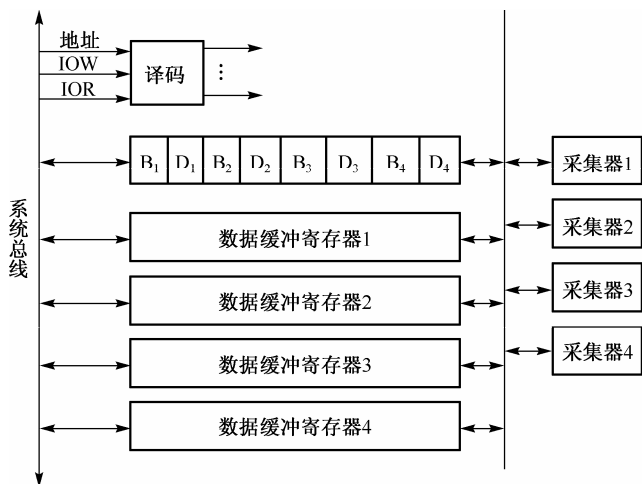 地址
IOW
IOR
译码
⋮
B₁ D₁ B₂ D₂ B₃ D₃ B₄ D₄
采集器1
采集器2
采集器3
采集器4
系统总线
数据缓冲寄存器1
数据缓冲寄存器2
数据缓冲寄存器3
数据缓冲寄存器4